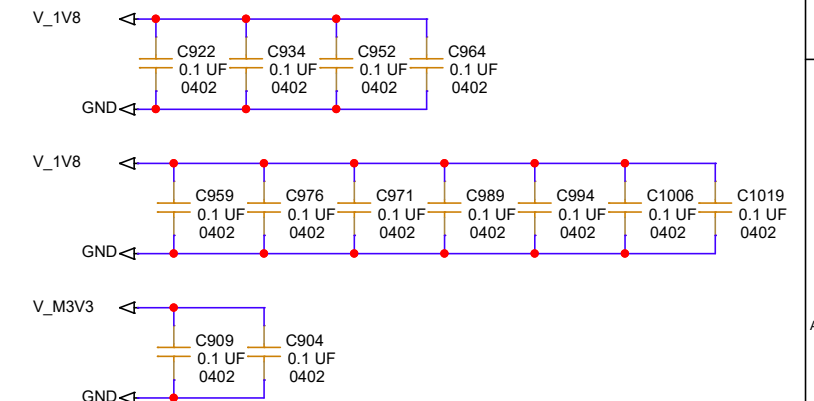 V_1V8
C922 C934 C952 C964
0.1 UF 0.1 UF 0.1 UF 0.1 UF
0402 0402 0402 0402
GND
V_1V8
C959 C976 C971 C989 C994 C1006 C1019
0.1 UF 0.1 UF 0.1 UF 0.1 UF 0.1 UF 0.1 UF 0.1 UF
0402 0402 0402 0402 0402 0402 0402
GND
V_M3V3
C909 C904
0.1 UF 0.1 UF
0402 0402
GND